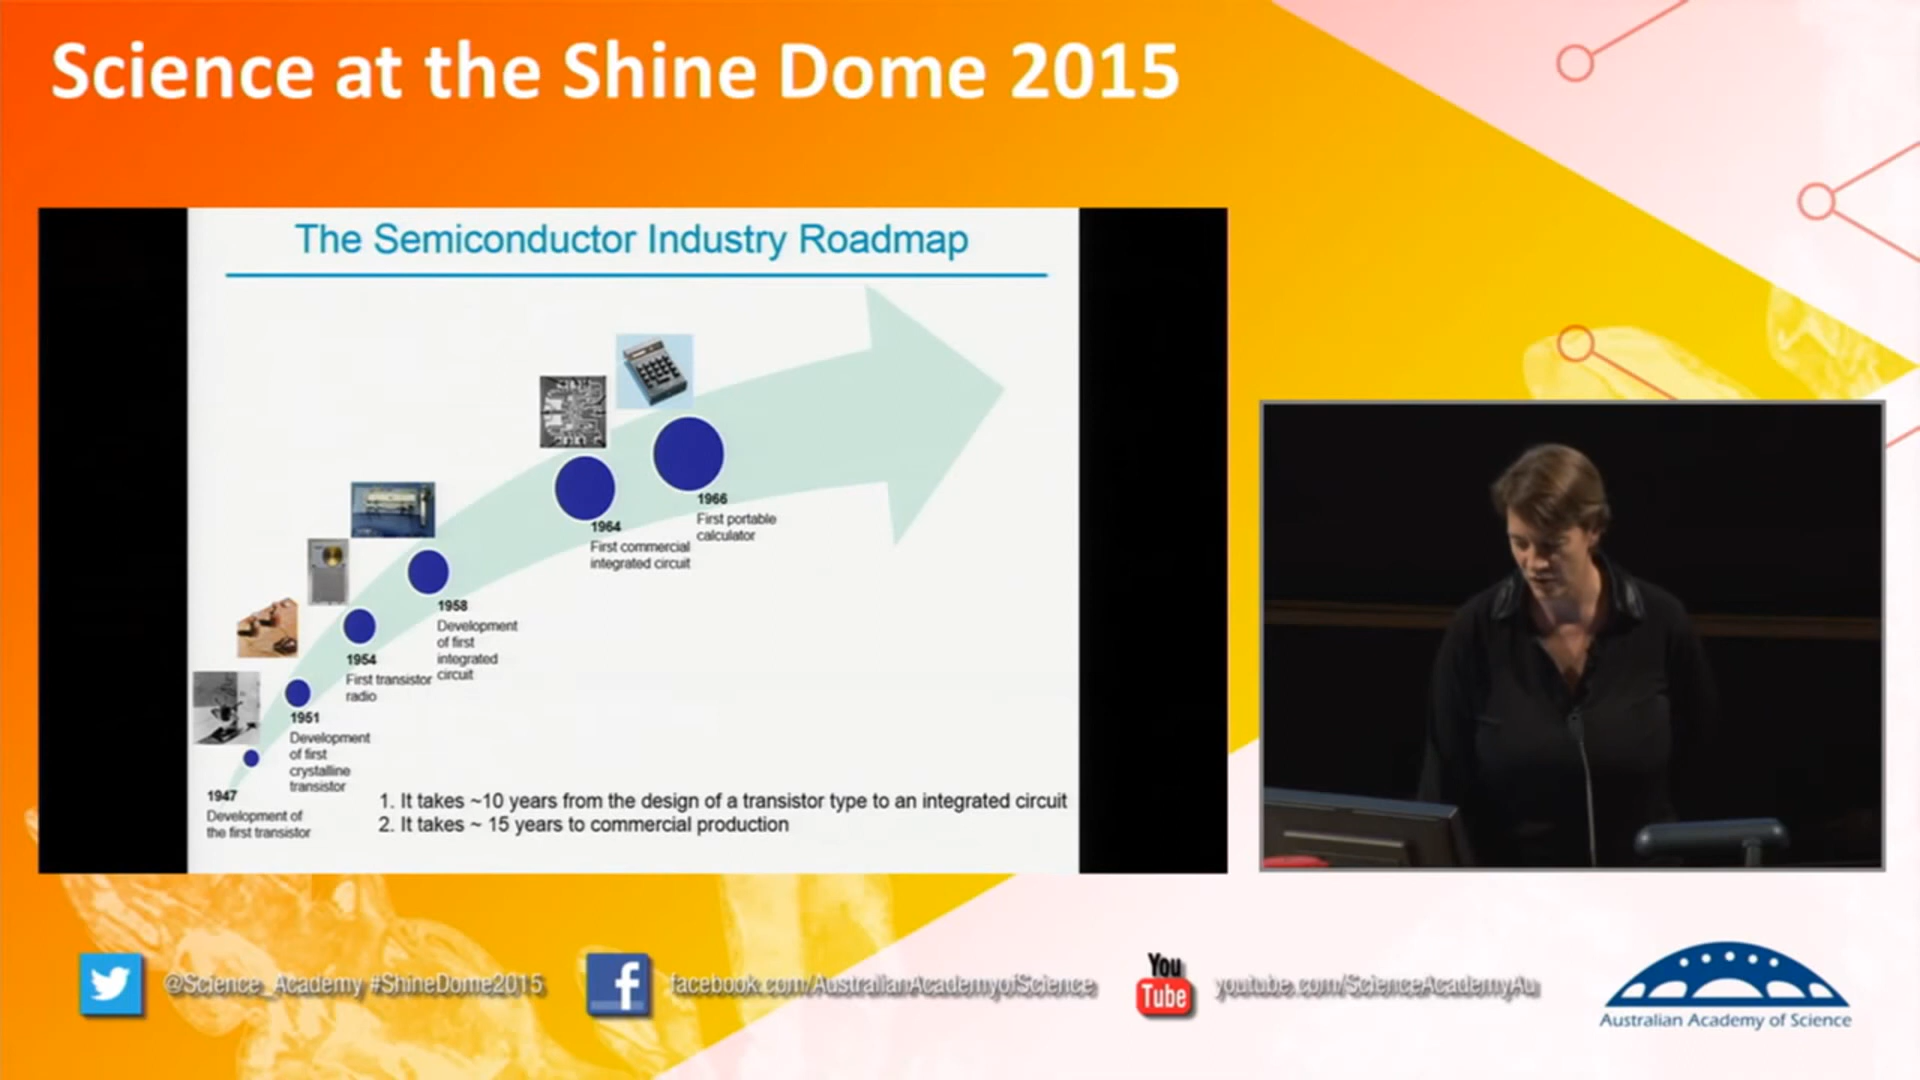 Science at the Shine Dome 2015
The Semiconductor Industry Roadmap
1966
First portable
calculator
1964
First commercial
integrated circuit
1958
Development
of first
integrated
circuit
1954
First transistor
radio
1951
Development
of first
crystalline
transistor
1947
Development of
the first transistor
1. It takes ~10 years from the design of a transistor type to an integrated circuit
2. It takes ~ 15 years to commercial production
@Science_Academy #ShineDome2015
facebook.com/AustralianAcademyofScience
You
Tube
youtube.com/ScienceAcademyAu
Australian Academy of Science